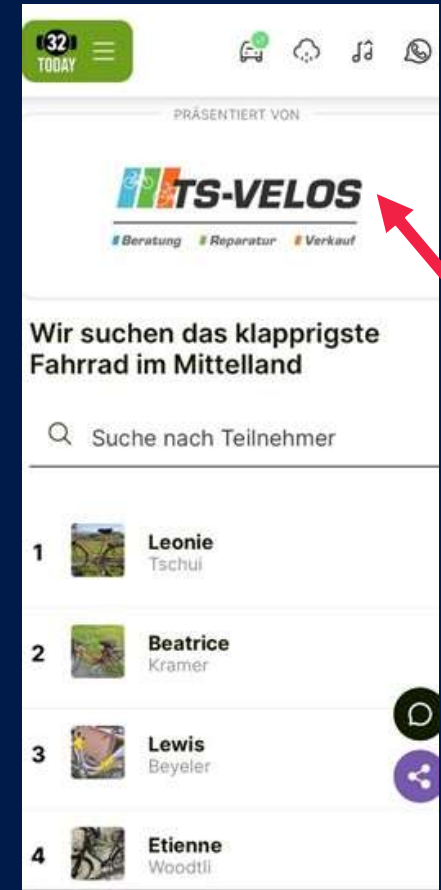 32
TODAY
PRÄSENTIERT VON
TS-VELOS
Beratung Reparatur Verkauf
Wir suchen das klapprigste
Fahrrad im Mittelland
Suche nach Teilnehmer
1 Leonie
Tschui
2 Beatrice
Kramer
3 Lewis
Beyeler
4 Etienne
Woodtli